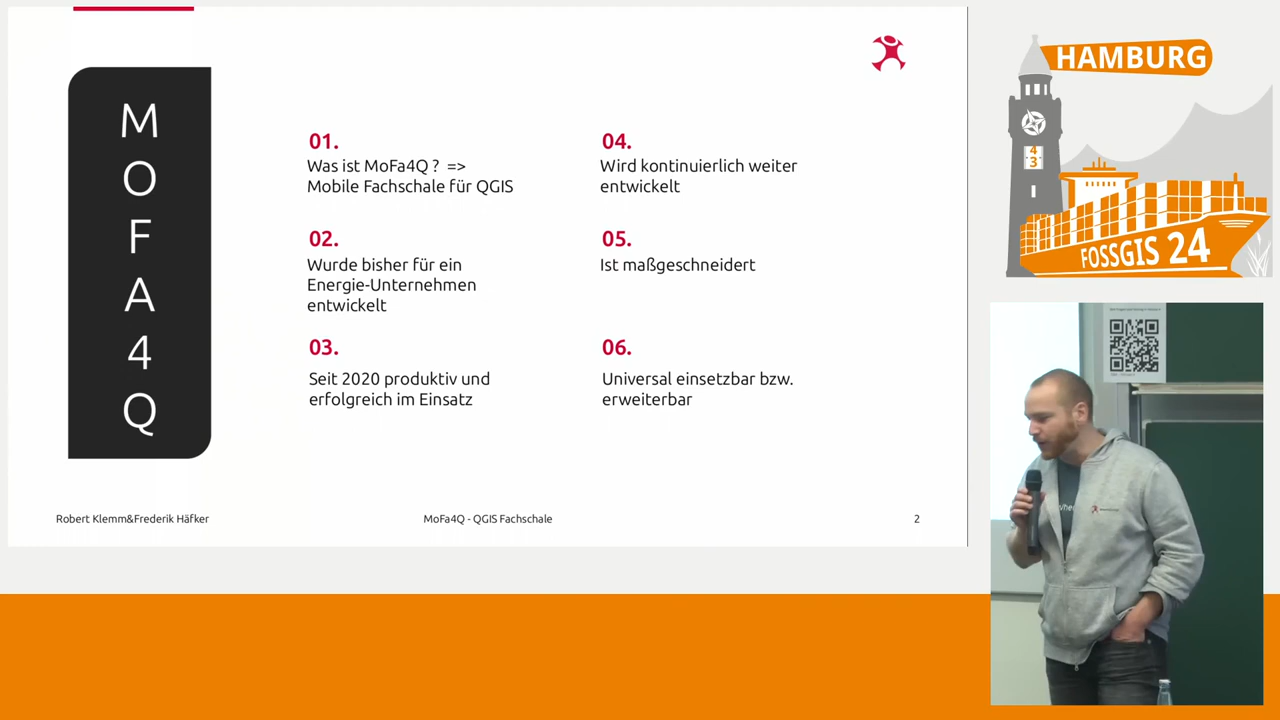 M
O
F
A
4
Q
01.
Was ist MoFa4Q ? =>
Mobile Fachschale für QGIS
02.
Wurde bisher für ein
Energie-Unternehmen
entwickelt
03.
Seit 2020 produktiv und
erfolgreich im Einsatz
04.
Wird kontinuierlich weiter
entwickelt
05.
Ist maßgeschneidert
06.
Universal einsetzbar bzw.
erweiterbar
Robert Klemm&Frederik Häfker
MoFa4Q - QGIS Fachschale
2
HAMBURG
4
3
FOSSGIS 24